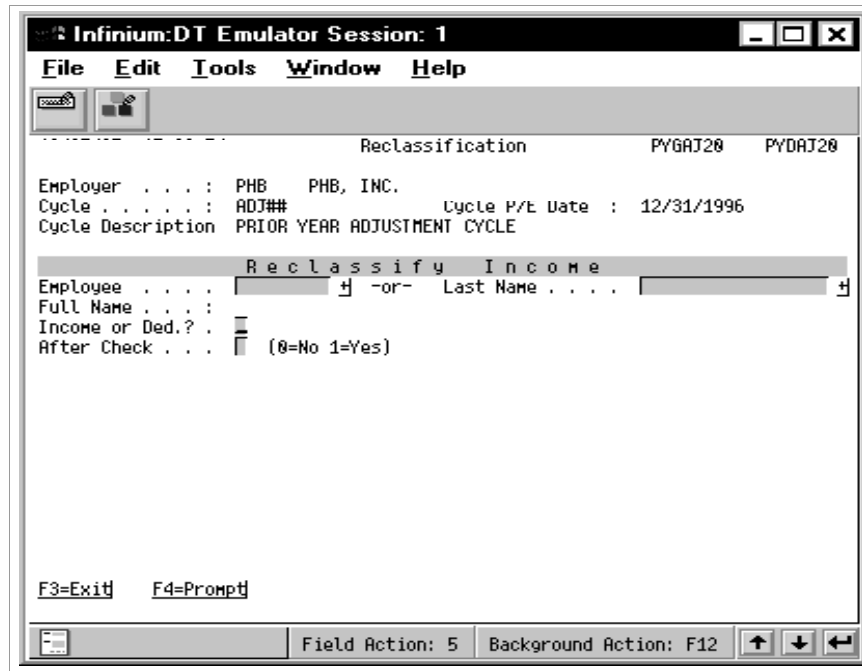 Infinium:DT Emulator Session: 1
File Edit Tools Window Help
Reclassification PYGAJ20 PYDAJ20
Employer . . . : PHB PHB, INC.
Cycle . . . . . : ADJ## Cycle P/E Date : 12/31/1996
Cycle Description PRIOR YEAR ADJUSTMENT CYCLE
Reclassify Income
Employee . . . . + -or- Last Name . . . . +
Full Name . . . :
Income or Ded.? .
After Check . . . (0=No 1=Yes)
F3=Exit F4=Prompt
Field Action: 5 Background Action: F12